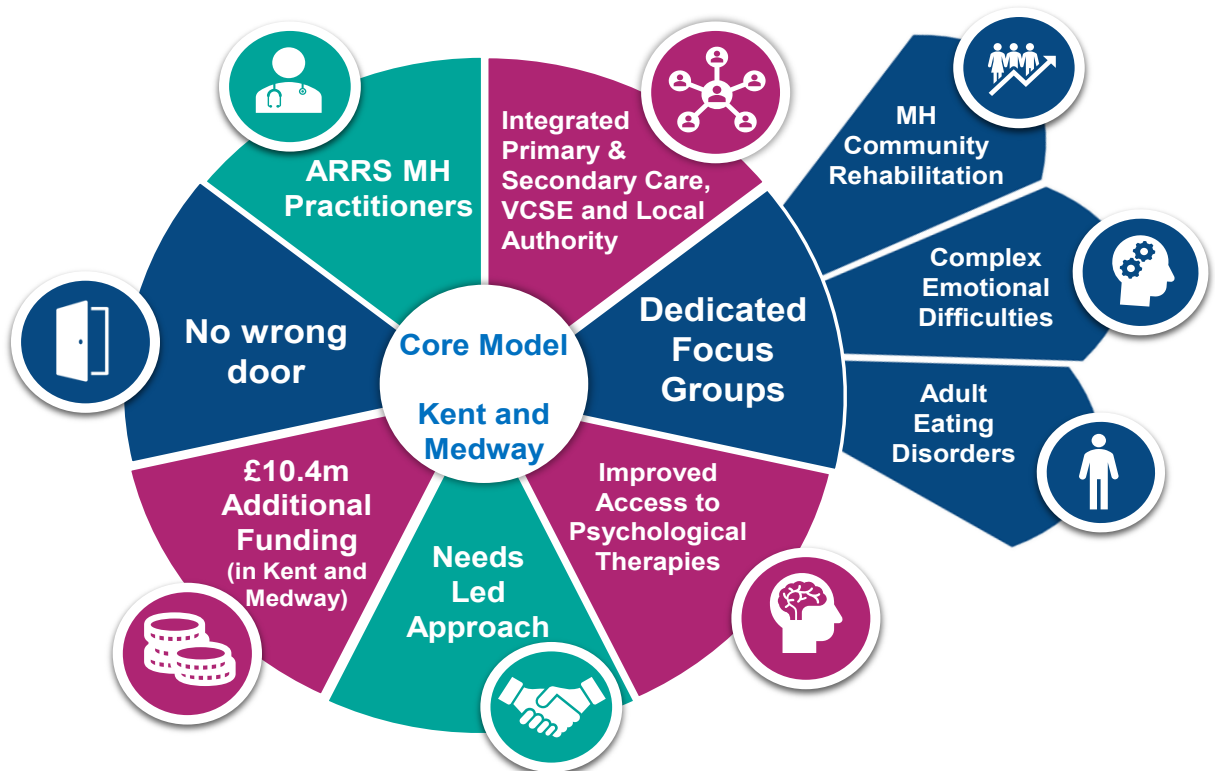 ARRS MH
Practitioners
Integrated
Primary &
Secondary Care,
VCSE and Local
Authority
MH
Community
Rehabilitation
Complex
Emotional
Difficulties
Adult
Eating
Disorders
Dedicated
Focus
Groups
No wrong
door
Core Model
Kent and
Medway
£10.4m
Additional
Funding
(in Kent and
Medway)
Needs
Led
Approach
Improved
Access to
Psychological
Therapies